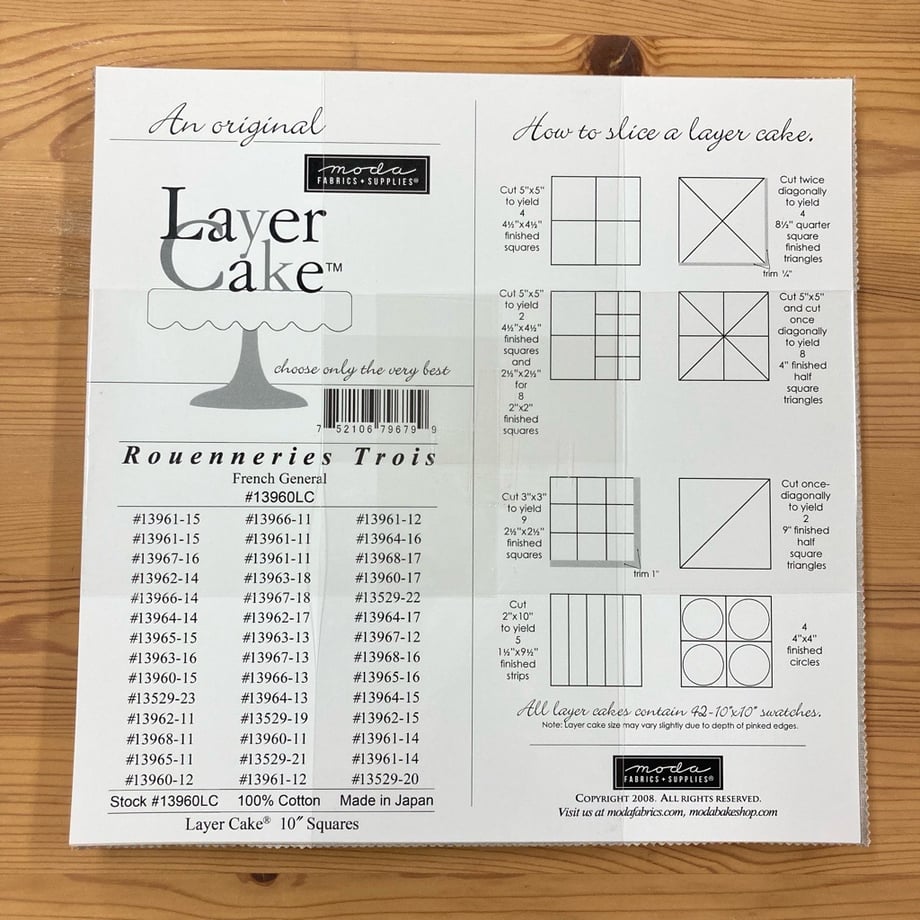 An original
moda
FABRICS + SUPPLIES®
Layer
Cake™
choose only the very best
7 52106 79679 9
Rouenneries Trois
French General
#13960LC
#13961-15 #13966-11 #13961-12
#13961-15 #13961-11 #13964-16
#13967-16 #13961-11 #13968-17
#13962-14 #13963-18 #13960-17
#13966-14 #13967-18 #13529-22
#13964-14 #13962-17 #13964-17
#13965-15 #13963-13 #13967-12
#13963-16 #13967-13 #13968-16
#13960-15 #13966-13 #13965-16
#13529-23 #13964-13 #13964-15
#13962-11 #13529-19 #13962-15
#13968-11 #13960-11 #13961-14
#13965-11 #13529-21 #13961-14
#13960-12 #13961-12 #13529-20
Stock #13960LC 100% Cotton Made in Japan
Layer Cake® 10″ Squares
How to slice a layer cake.
Cut 5"x5"
to yield
4
4½"x4½"
finished
squares
Cut twice
diagonally
to yield
4
8½" quarter
square
finished
triangles
trim ¼"
Cut 5"x5"
to yield
2
4½"x4½"
finished
squares
and
2½"x2½"
for
8
2"x2"
finished
squares
Cut 5"x5"
and cut
once
diagonally
to yield
8
4" finished
half
square
triangles
Cut 3"x3"
to yield
9
2½"x2½"
finished
squares
trim 1"
Cut once-
diagonally
to yield
2
9" finished
half
square
triangles
Cut
2"x10"
to yield
5
1½"x9½"
finished
strips
4
4"x4"
finished
circles
All layer cakes contain 42-10"x10" swatches.
Note: Layer cake size may vary slightly due to depth of pinked edges.
moda
FABRICS + SUPPLIES®
COPYRIGHT 2008. ALL RIGHTS RESERVED.
Visit us at modafabrics.com, modabakeshop.com